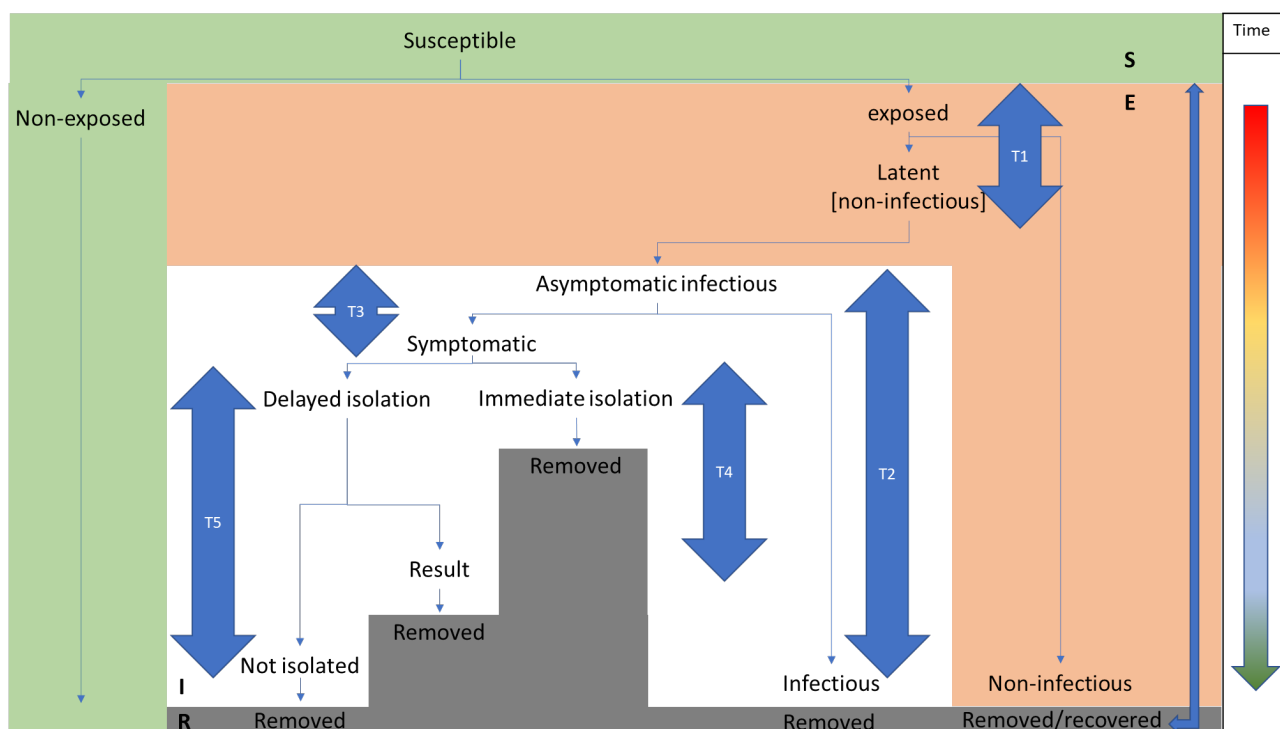 Time
Susceptible
S
E
Non-exposed
exposed
T1
Latent
[non-infectious]
Asymptomatic infectious
T3
Symptomatic
Delayed isolation
Immediate isolation
Removed
T4
T2
T5
Result
Removed
Not isolated
I
Infectious
Non-infectious
R
Removed
Removed
Removed/recovered